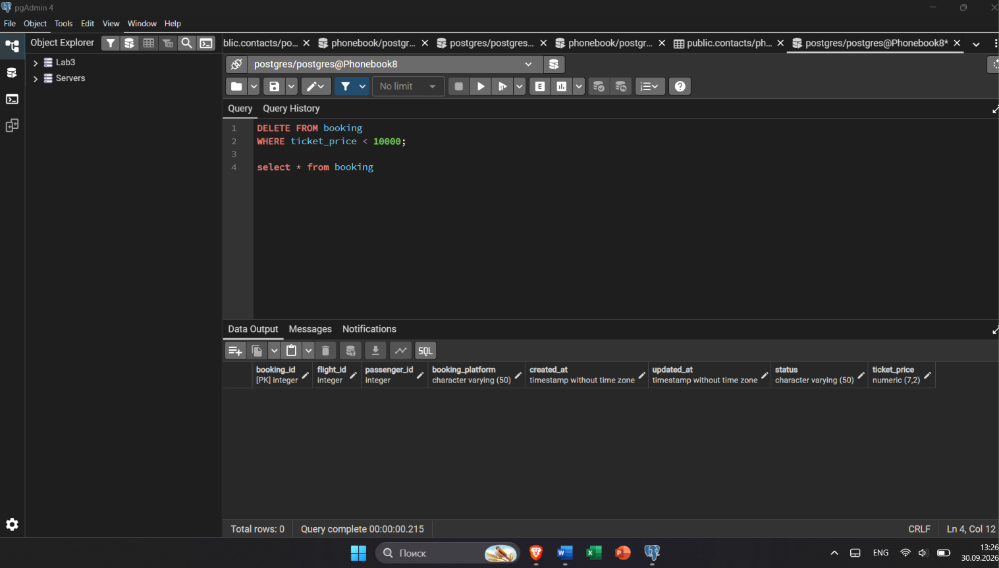 pgAdmin 4
File Object Tools Edit View Window Help
Object Explorer
blic.contacts/po... phonebook/postgr... postgres/postgres... phonebook/postgr... public.contacts/ph... postgres/postgres@Phonebook8*
Lab3
Servers
postgres/postgres@Phonebook8
No limit
E
Query Query History
1 DELETE FROM booking
2 WHERE ticket_price < 10000;
3
4 select * from booking
Data Output Messages Notifications
SQL
booking_id flight_id passenger_id booking_platform created_at updated_at status ticket_price
[PK] integer integer integer character varying (50) timestamp without time zone timestamp without time zone character varying (50) numeric (7,2)
Total rows: 0 Query complete 00:00:00.215 CRLF Ln 4, Col 12
Поиск
ENG
13:26
30.09.2026